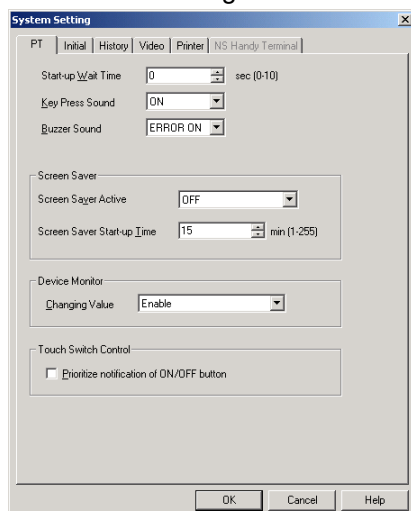 System Setting
PT Initial History Video Printer NS Handy Terminal
Start-up Wait Time 0 sec (0-10)
Key Press Sound ON
Buzzer Sound ERROR ON
Screen Saver
Screen Saver Active OFF
Screen Saver Start-up Time 15 min (1-255)
Device Monitor
Changing Value Enable
Touch Switch Control
Prioritize notification of ON/OFF button
OK Cancel Help